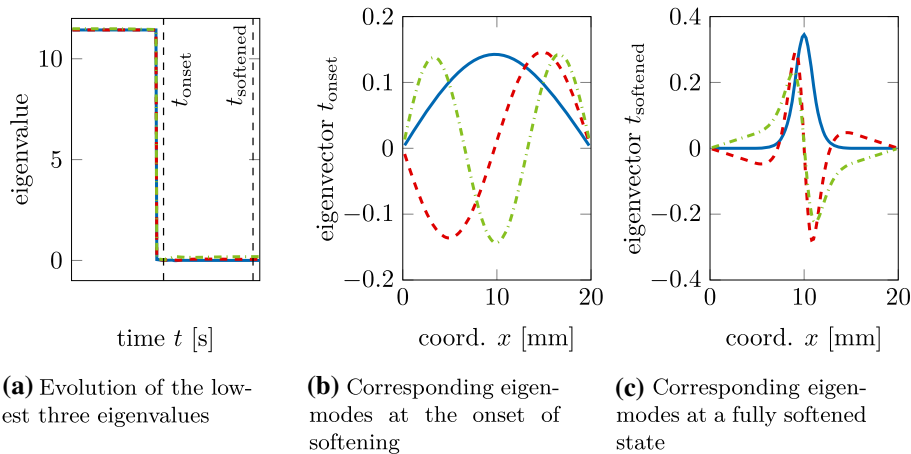 10
5
0
eigenvalue
t_onset
t_softened
time t [s]
(a) Evolution of the low-
est three eigenvalues
0.2
0.1
0
−0.1
−0.2
eigenvector t_onset
0 10 20
coord. x [mm]
(b) Corresponding eigen-
modes at the onset of
softening
0.4
0.2
0
−0.2
−0.4
eigenvector t_softened
0 10 20
coord. x [mm]
(c) Corresponding eigen-
modes at a fully softened
state